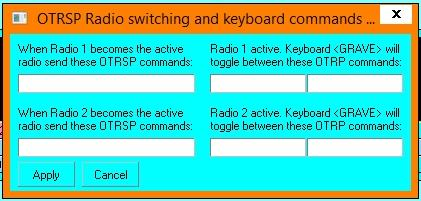 OTRSP Radio switching and keyboard commands ...
x
When Radio 1 becomes the active
radio send these OTRSP commands:
Radio 1 active. Keyboard <GRAVE> will
toggle between these OTRP commands:
When Radio 2 becomes the active
radio send these OTRSP commands:
Radio 2 active. Keyboard <GRAVE> will
toggle between these OTRP commands:
Apply
Cancel